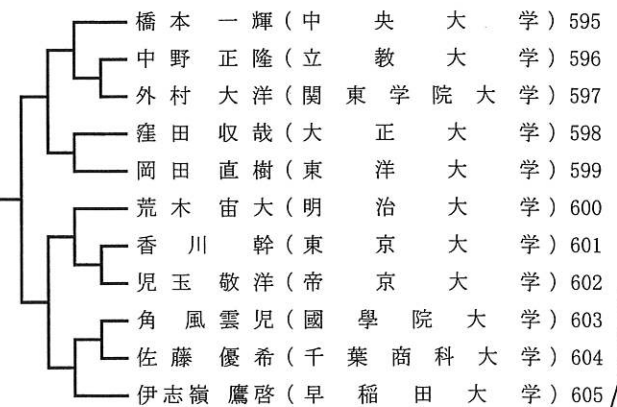 橋本 一輝 (中央大学) 595
中野 正隆 (立教大学) 596
外村 大洋 (関東学院大学) 597
窪田 収哉 (大正大学) 598
岡田 直樹 (東洋大学) 599
荒木 宙大 (明治大学) 600
香川 幹 (東京大学) 601
児玉 敬洋 (帝京大学) 602
角 風雲児 (國學院大学) 603
佐藤 優希 (千葉商科大学) 604
伊志嶺 鷹啓 (早稲田大学) 605